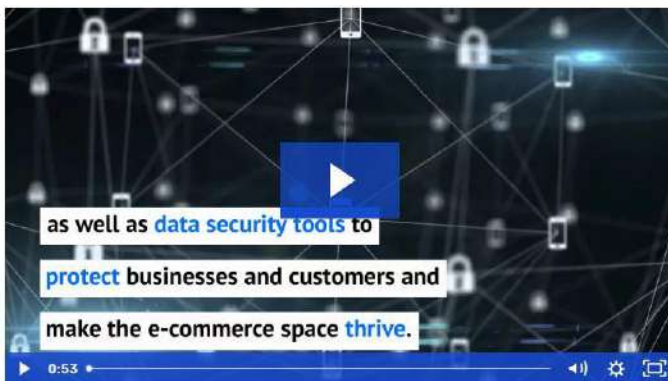 as well as data security tools to
protect businesses and customers and
make the e-commerce space thrive.
0:53